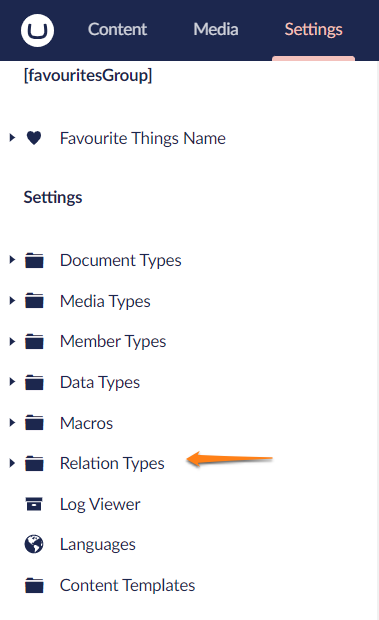 Content Media Settings
[favouritesGroup]
Favourite Things Name
Settings
Document Types
Media Types
Member Types
Data Types
Macros
Relation Types
Log Viewer
Languages
Content Templates